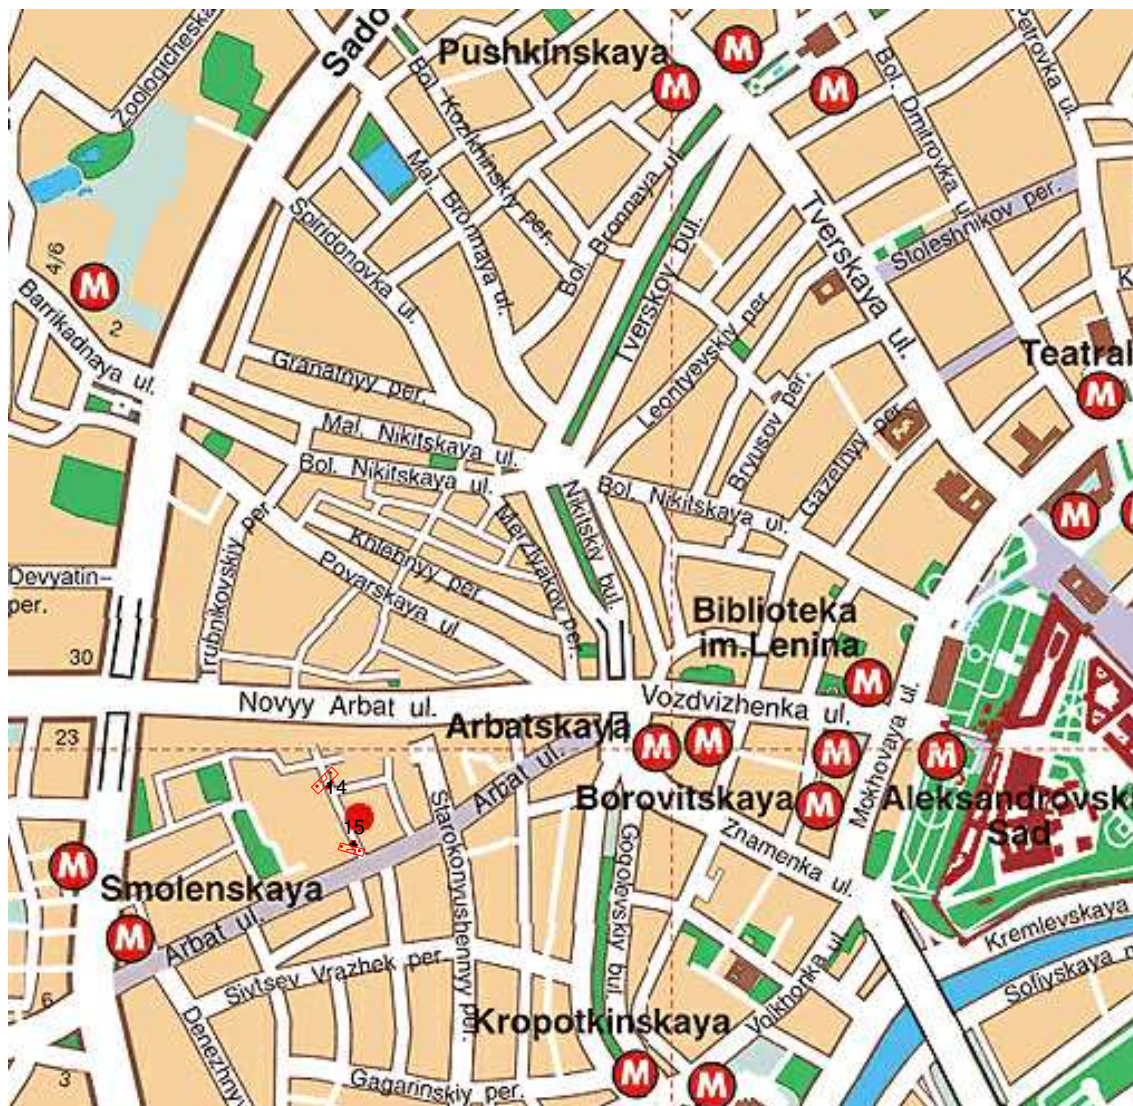 Zoologicheska
Sado
Pushkinskaya
M
M
M
Petrovka ul.
Bol. Kozikhinskiy per.
Bol. Dmitrovka ul.
Mal. Bronnaya ul.
Bol. Bronnaya ul.
Tverskaya ul.
Stoleshnikov per.
Spiridonovka ul.
Tverskoy bul.
4/6
M
2
Barrikadnaya ul.
Leontyevskiy per.
K
Teatral
M
Granatnyy per.
Mal. Nikitskaya ul.
Bol. Nikitskaya ul.
Bryusov per.
Gazetnyy per.
Bol. Nikitskaya ul.
Nikitskiy bul.
Merzlyakov per.
M
Khlebnyy per.
Povarskaya ul
Trubnikovskiy per.
Devyatin-
per.
30
Biblioteka
im.Lenina
M
Novyy Arbat ul.
Vozdvizhenka ul.
Arbatskaya
M
M
M
M
23
Mokhovaya ul.
14
15
Arbat ul.
Borovitskaya
M
Aleksandrovsk
Sad
Znamenka ul.
Starokonyushennyy per.
Gogolevskiy bul.
M
Smolenskaya
M
Arbat ul.
Sivtsev Vrazhek per.
Kremlevskaya
Sofiyskaya n
Volkhonka ul.
6
Denezhnyy
Kropotkinskaya
M
M
3
Gagarinskiy per.